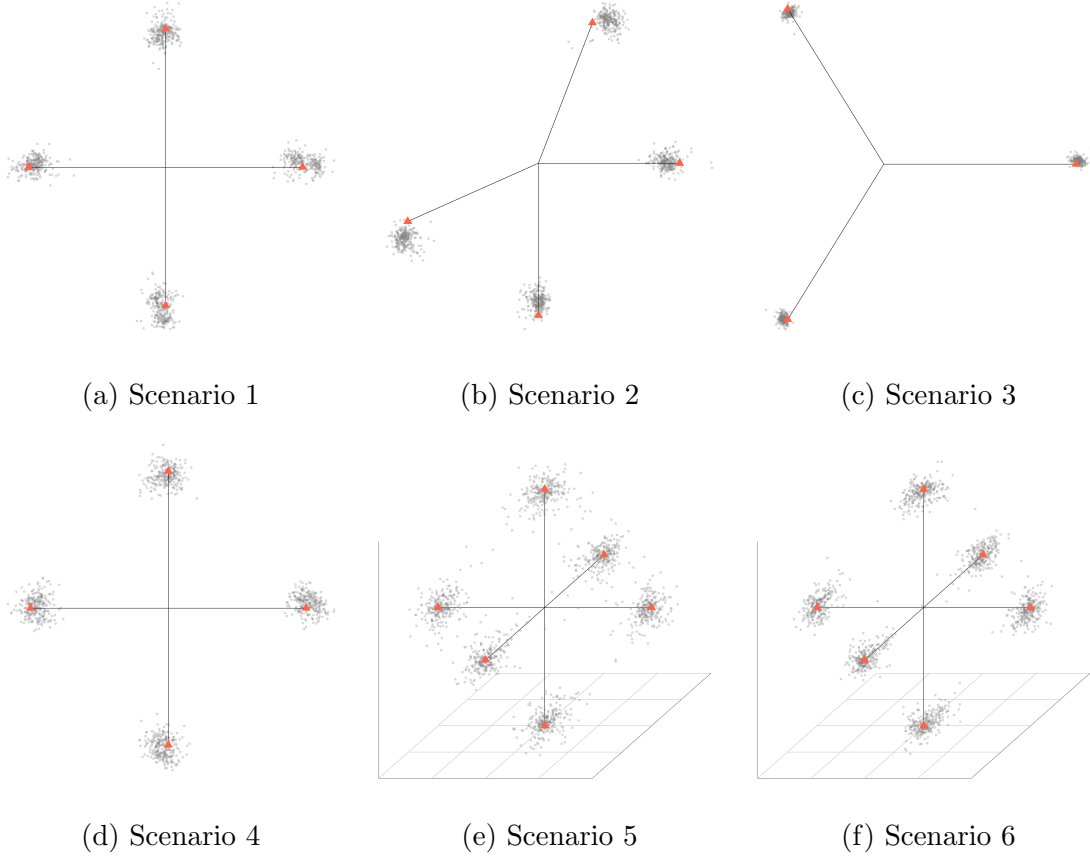 (a) Scenario 1
(b) Scenario 2
(c) Scenario 3
(d) Scenario 4
(e) Scenario 5
(f) Scenario 6